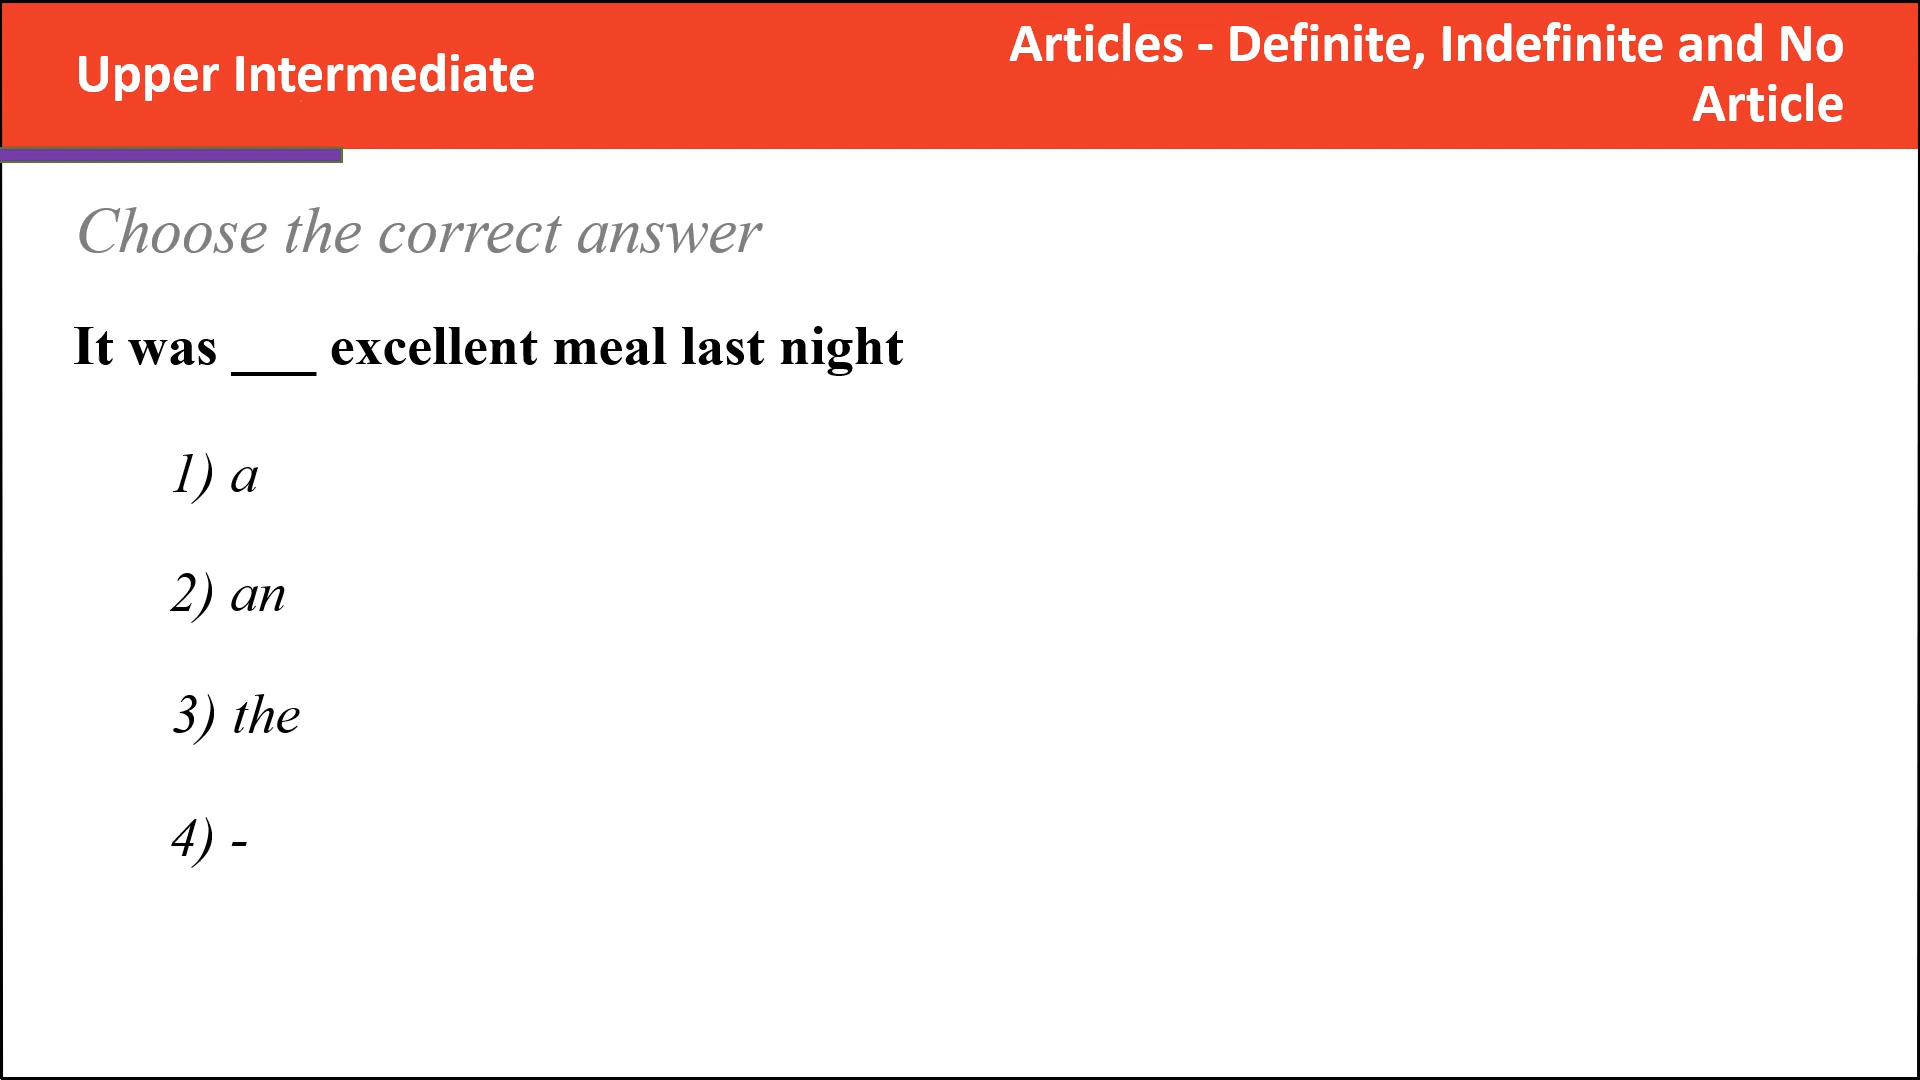 Upper Intermediate
Articles - Definite, Indefinite and No
Article
Choose the correct answer
It was ___ excellent meal last night
1) a
2) an
3) the
4) -